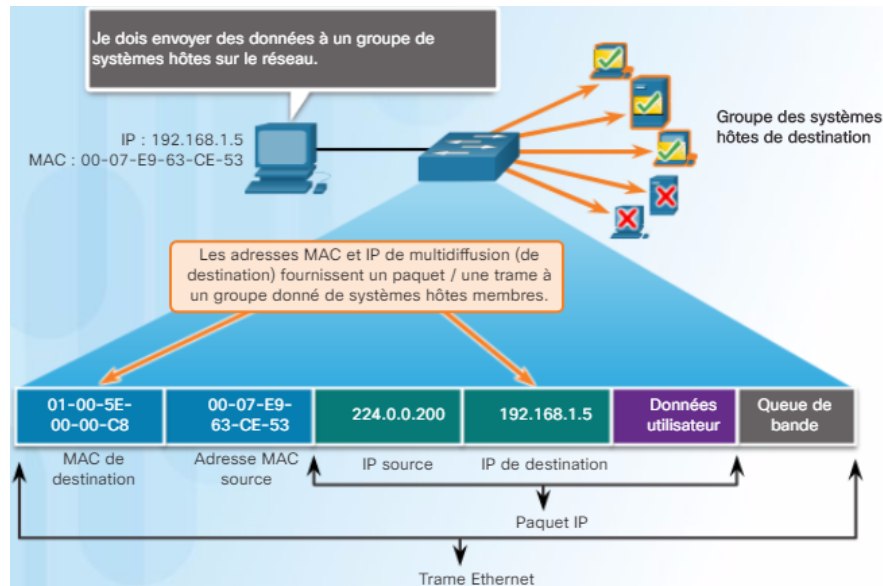 Je dois envoyer des données à un groupe de
systèmes hôtes sur le réseau.
IP : 192.168.1.5
MAC : 00-07-E9-63-CE-53
Groupe des systèmes
hôtes de destination
Les adresses MAC et IP de multidiffusion (de
destination) fournissent un paquet / une trame à
un groupe donné de systèmes hôtes membres.
01-00-5E-
00-00-C8
00-07-E9-
63-CE-53
224.0.0.200
192.168.1.5
Données
utilisateur
Queue de
bande
MAC de
destination
Adresse MAC
source
IP source
IP de destination
Paquet IP
Trame Ethernet